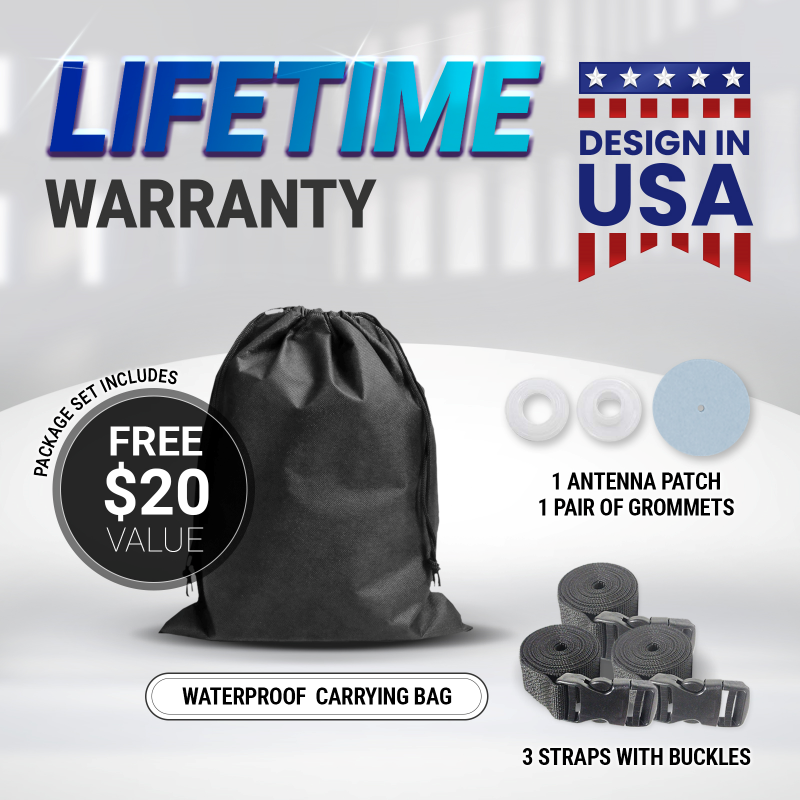 LIFETIME
WARRANTY
DESIGN IN
USA
PACKAGE SET INCLUDES
FREE
$20
VALUE
1 ANTENNA PATCH
1 PAIR OF GROMMETS
WATERPROOF CARRYING BAG
3 STRAPS WITH BUCKLES